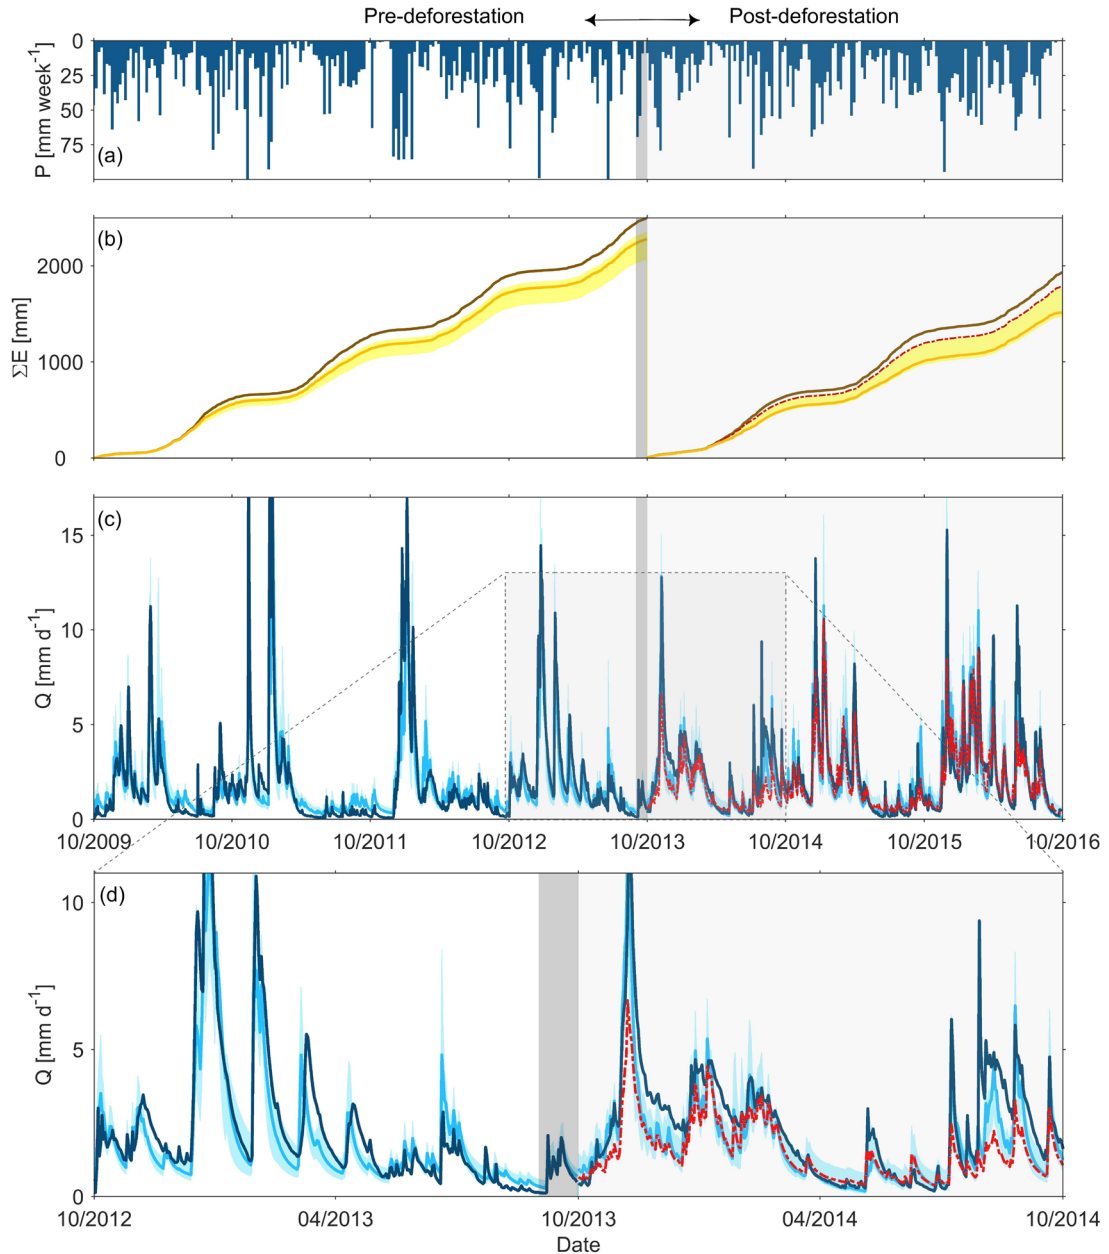 Pre-deforestation Post-deforestation
P [mm week⁻¹]
0
25
50
75
(a)
ΣE [mm]
2000
1000
0
(b)
Q [mm d⁻¹]
15
10
5
0
(c)
10/2009 10/2010 10/2011 10/2012 10/2013 10/2014 10/2015 10/2016
Q [mm d⁻¹]
10
5
0
(d)
10/2012 04/2013 10/2013 04/2014 10/2014
Date